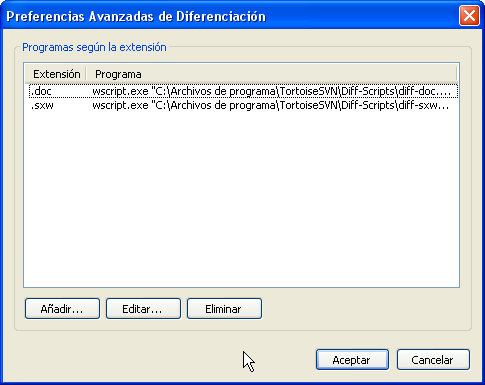 Preferencias Avanzadas de Diferenciación
Programas según la extensión
Extensión Programa
.doc wscript.exe "C:\Archivos de programa\TortoiseSVN\Diff-Scripts\diff-doc....
.sxw wscript.exe "C:\Archivos de programa\TortoiseSVN\Diff-Scripts\diff-sxw...
Añadir... Editar... Eliminar
Aceptar Cancelar